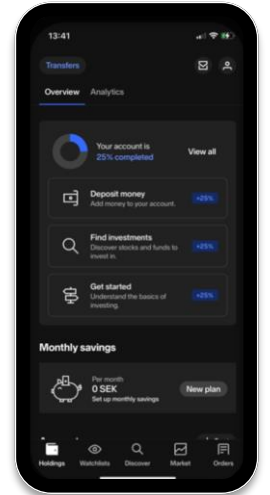 13:41
Transfers
Overview Analytics
Your account is
25% completed
View all
Deposit money
Add money to your account.
+25%
Find investments
Discover stocks and funds to
invest in.
+25%
Get started
Understand the basics of
investing.
+25%
Monthly savings
Per month
0 SEK
Set up monthly savings
New plan
Holdings Watchlists Discover Market Orders